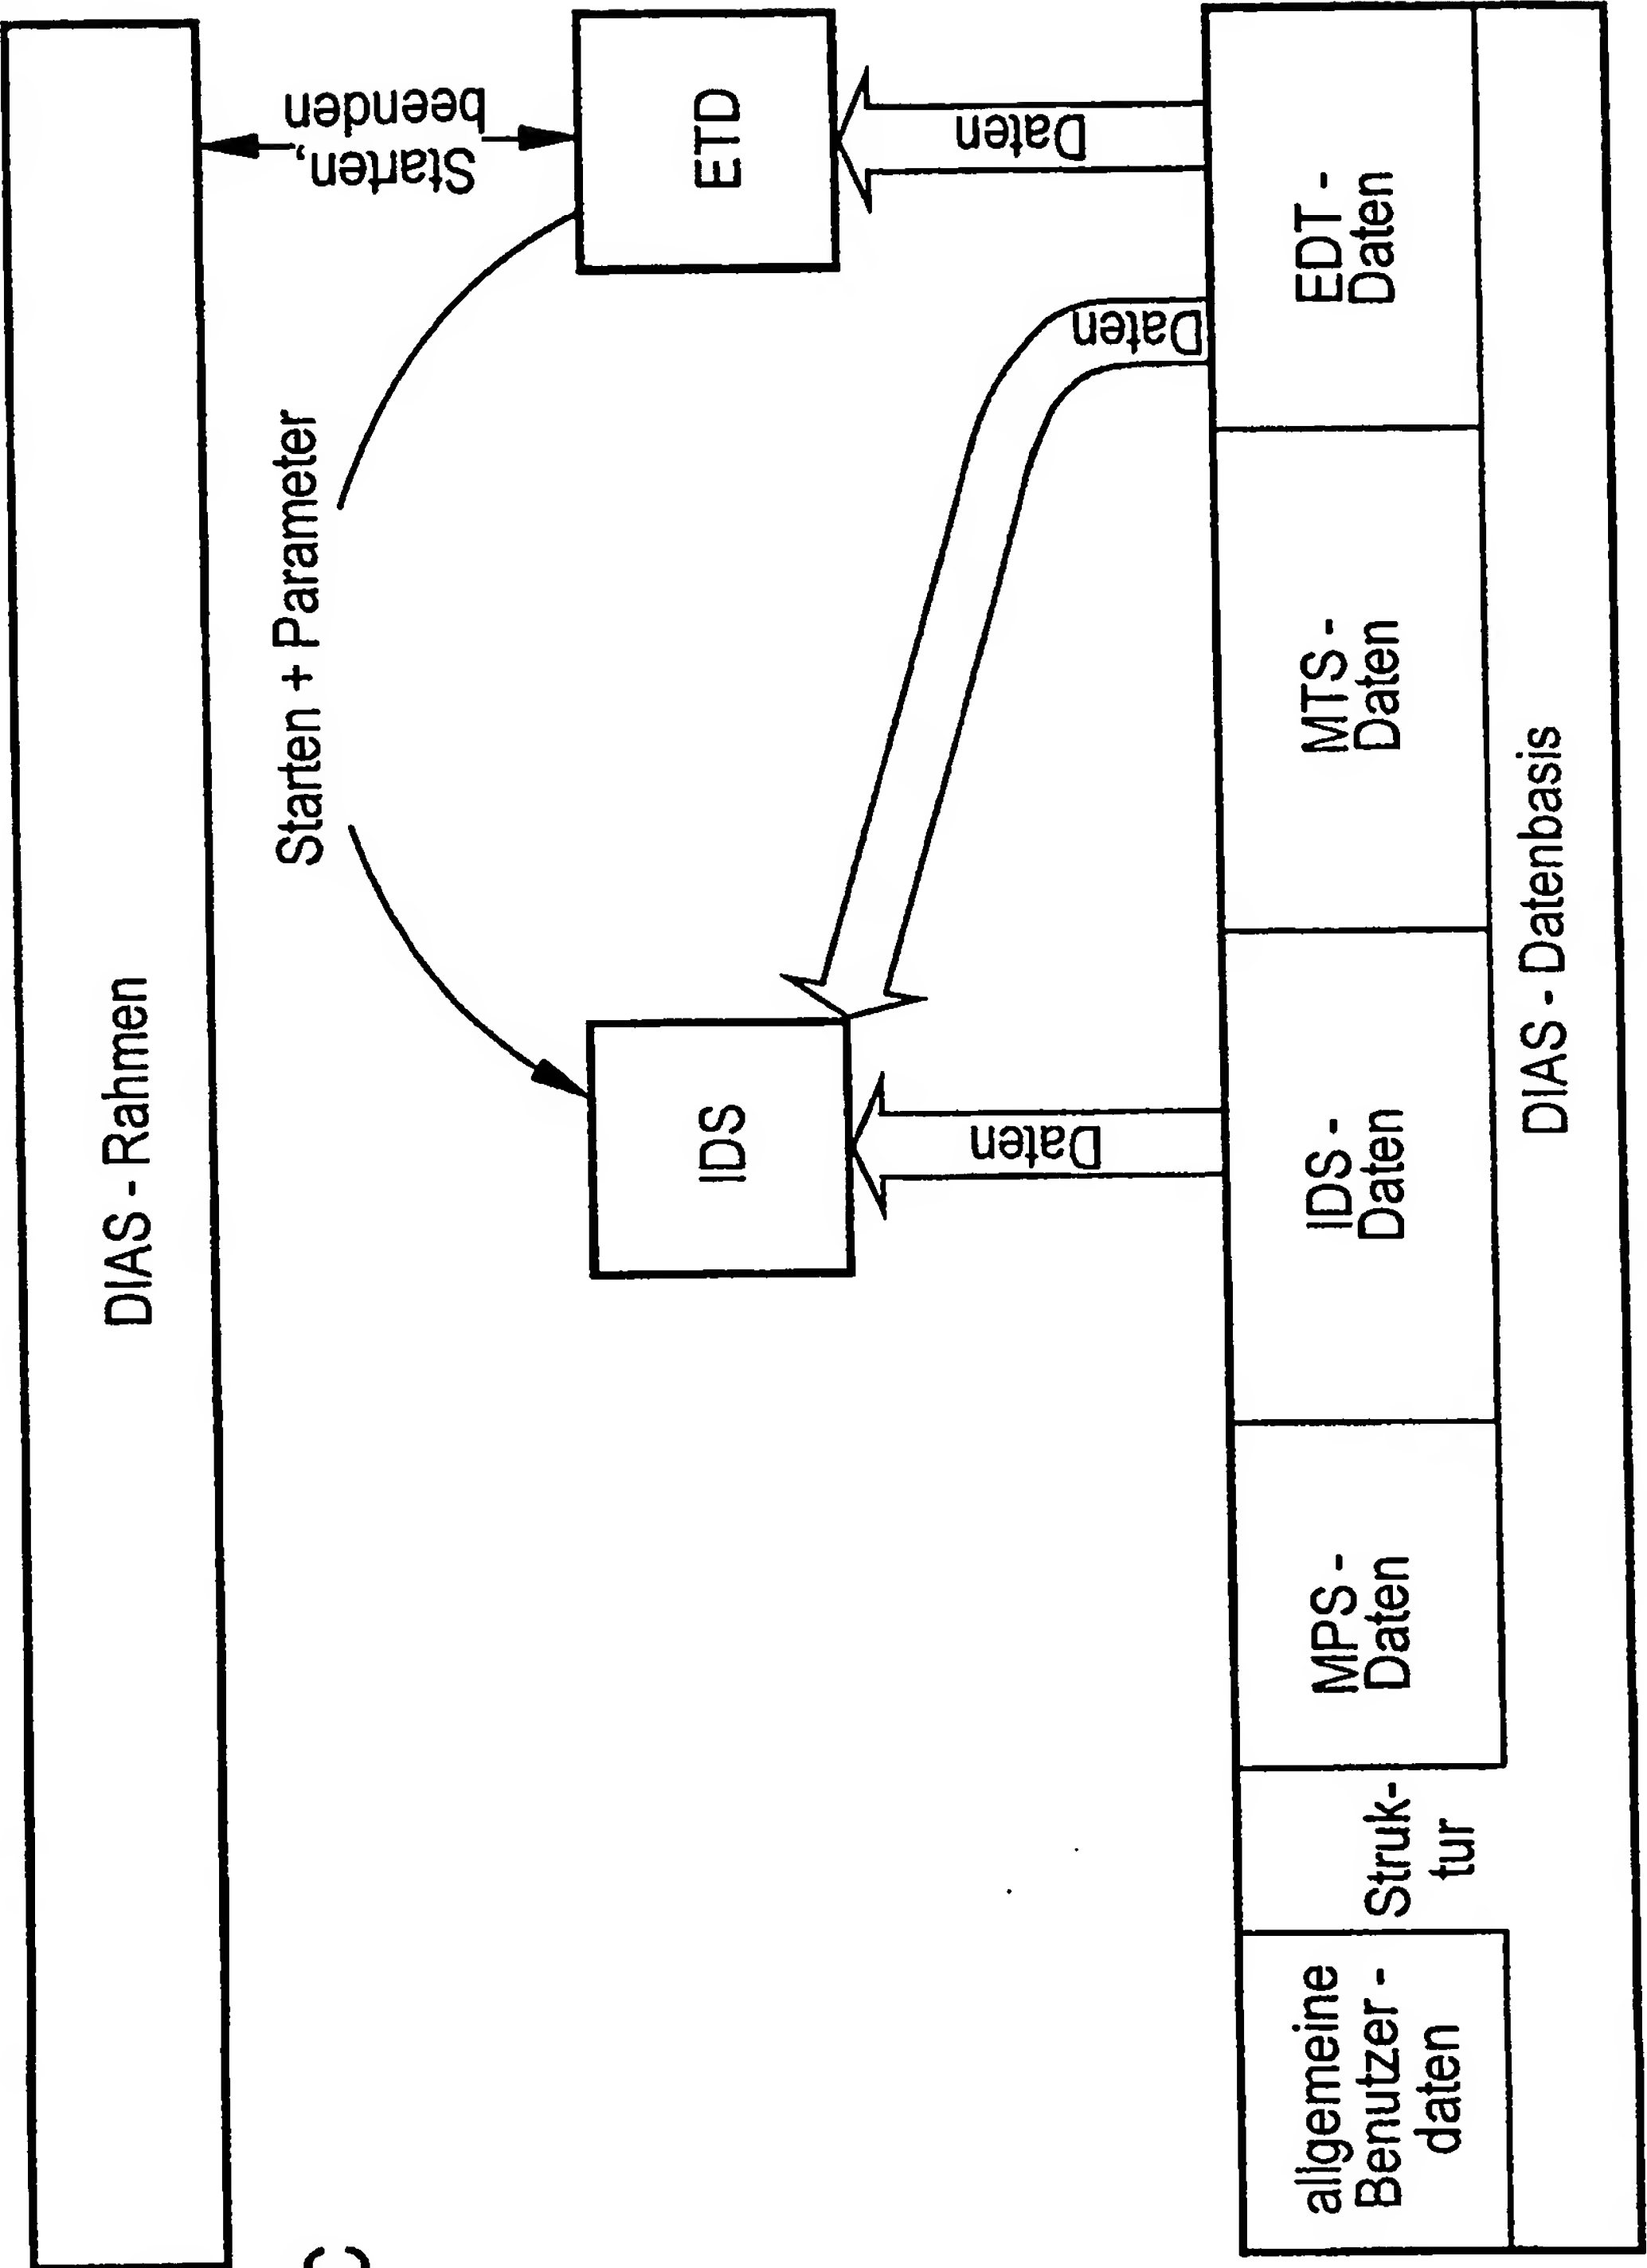 DIAS - Rahmen
Starten + Parameter
Starten,
beenden
IDS
ETD
Daten
Daten
Daten
allgemeine
Benutzer -
daten
Struk-
tur
MPS -
Daten
IDS -
Daten
MTS -
Daten
EDT -
Daten
DIAS - Datenbasis